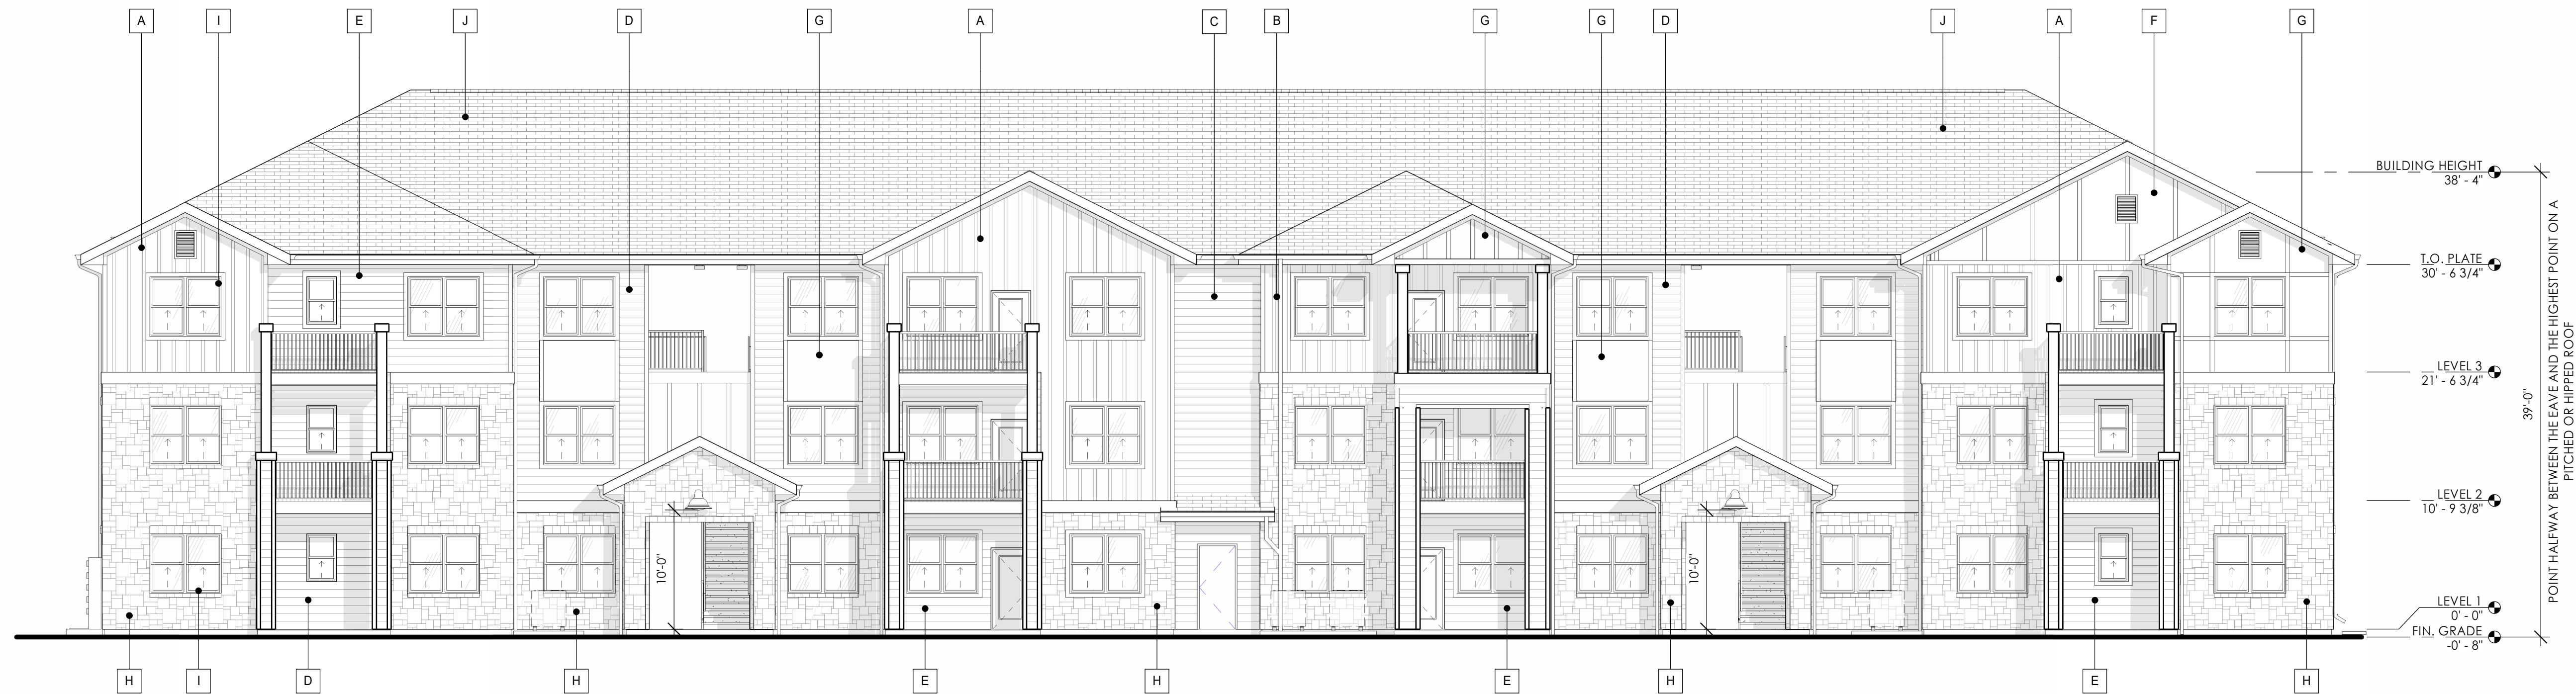 A I E J D G A C B G G D J A F G
BUILDING HEIGHT
38' - 4"
T.O. PLATE
30' - 6 3/4"
LEVEL 3
21' - 6 3/4"
LEVEL 2
10' - 9 3/8"
LEVEL 1
0' - 0"
FIN. GRADE
-0' - 8"
39'-0"
POINT HALFWAY BETWEEN THE EAVE AND THE HIGHEST POINT ON A
PITCHED OR HIPPED ROOF
10'-0"
10'-0"
H I D H E H E H E H